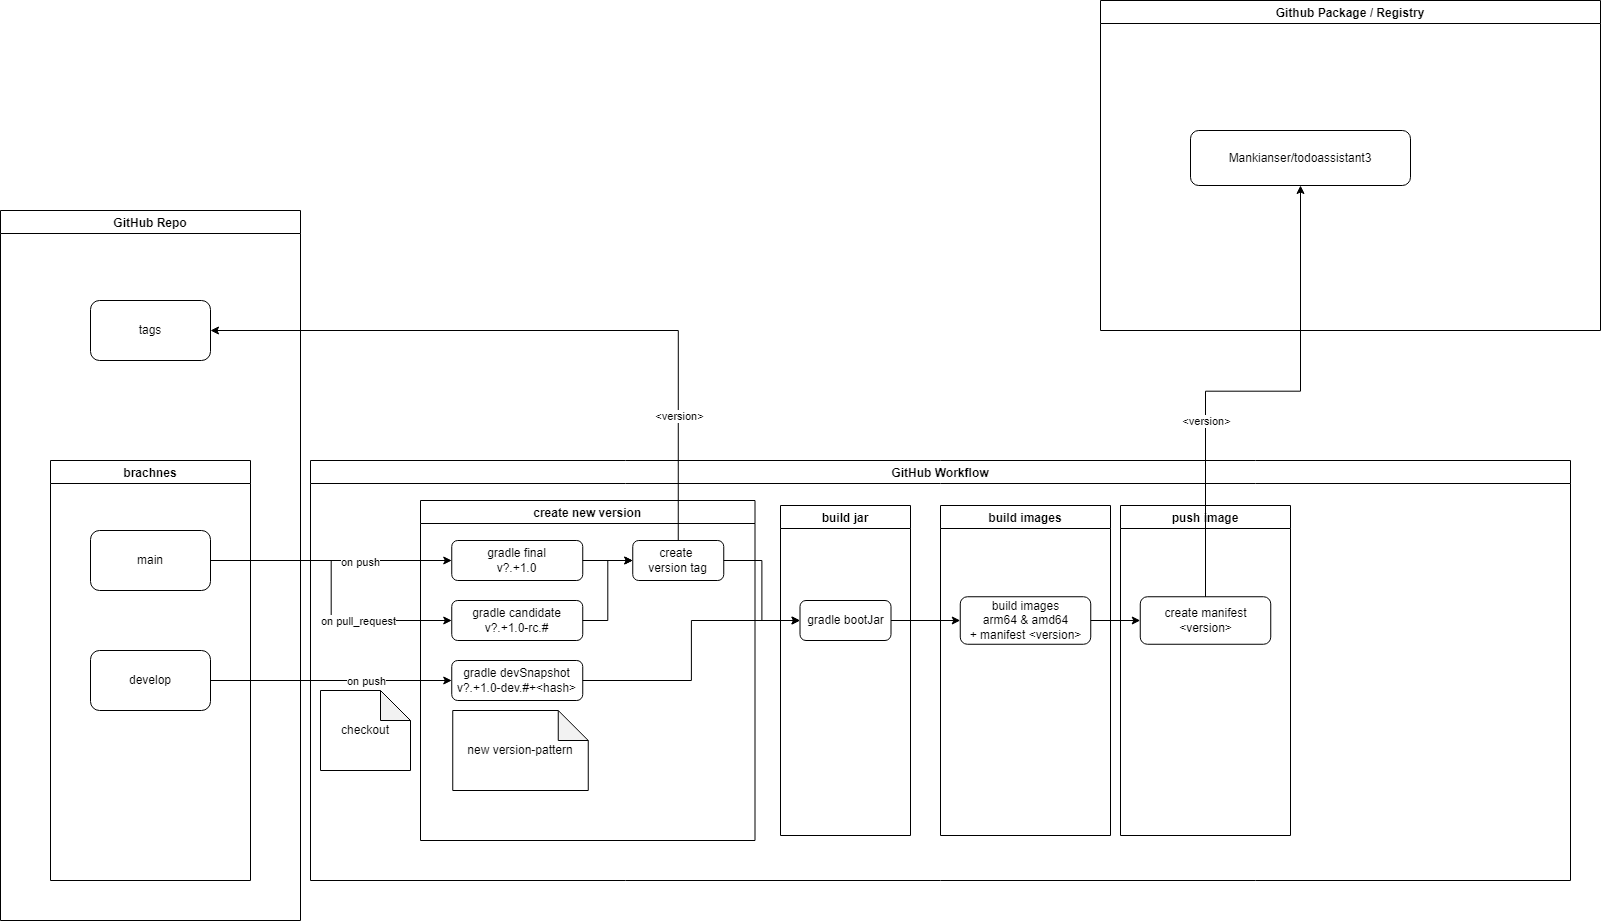 Github Package / Registry
Mankianser/todoassistant3
GitHub Repo
tags
<version>
<version>
brachnes
main
develop
GitHub Workflow
on push
on pull_request
on push
checkout
create new version
gradle final
v?.+1.0
gradle candidate
v?.+1.0-rc.#
gradle devSnapshot
v?.+1.0-dev.#+<hash>
new version-pattern
create
version tag
build jar
gradle bootJar
build images
build images
arm64 & amd64
+ manifest <version>
push image
create manifest
<version>